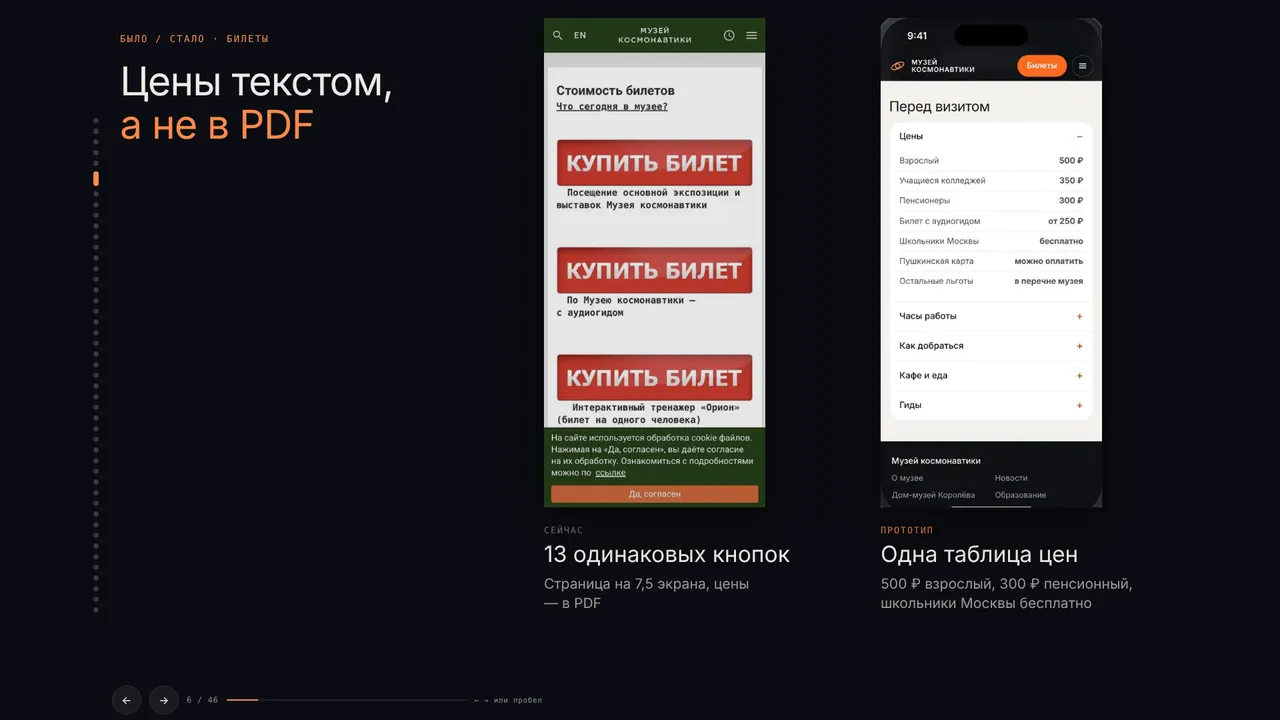 БЫЛО / СТАЛО · БИЛЕТЫ
Цены текстом,
а не в PDF
EN
МУЗЕЙ
КОСМОНАВТИКИ
Стоимость билетов
Что сегодня в музее?
КУПИТЬ БИЛЕТ
Посещение основной экспозиции и
выставок Музея космонавтики
КУПИТЬ БИЛЕТ
По Музею космонавтики —
с аудиогидом
КУПИТЬ БИЛЕТ
Интерактивный тренажер «Орион»
(билет на одного человека)
На сайте используется обработка cookie файлов.
Нажимая на «Да, согласен», вы даёте согласие
на их обработку. Ознакомиться с подробностями
можно по ссылке
Да, согласен
СЕЙЧАС
13 одинаковых кнопок
Страница на 7,5 экрана, цены
— в PDF
9:41
МУЗЕЙ
КОСМОНАВТИКИ
Билеты
Перед визитом
Цены −
Взрослый 500 ₽
Учащиеся колледжей 350 ₽
Пенсионеры 300 ₽
Билет с аудиогидом от 250 ₽
Школьники Москвы бесплатно
Пушкинская карта можно оплатить
Остальные льготы в перечне музея
Часы работы +
Как добраться +
Кафе и еда +
Гиды +
Музей космонавтики
О музее Новости
Дом-музей Королёва Образование
ПРОТОТИП
Одна таблица цен
500 ₽ взрослый, 300 ₽ пенсионный,
школьники Москвы бесплатно
← → 6 / 46 ← → или пробел